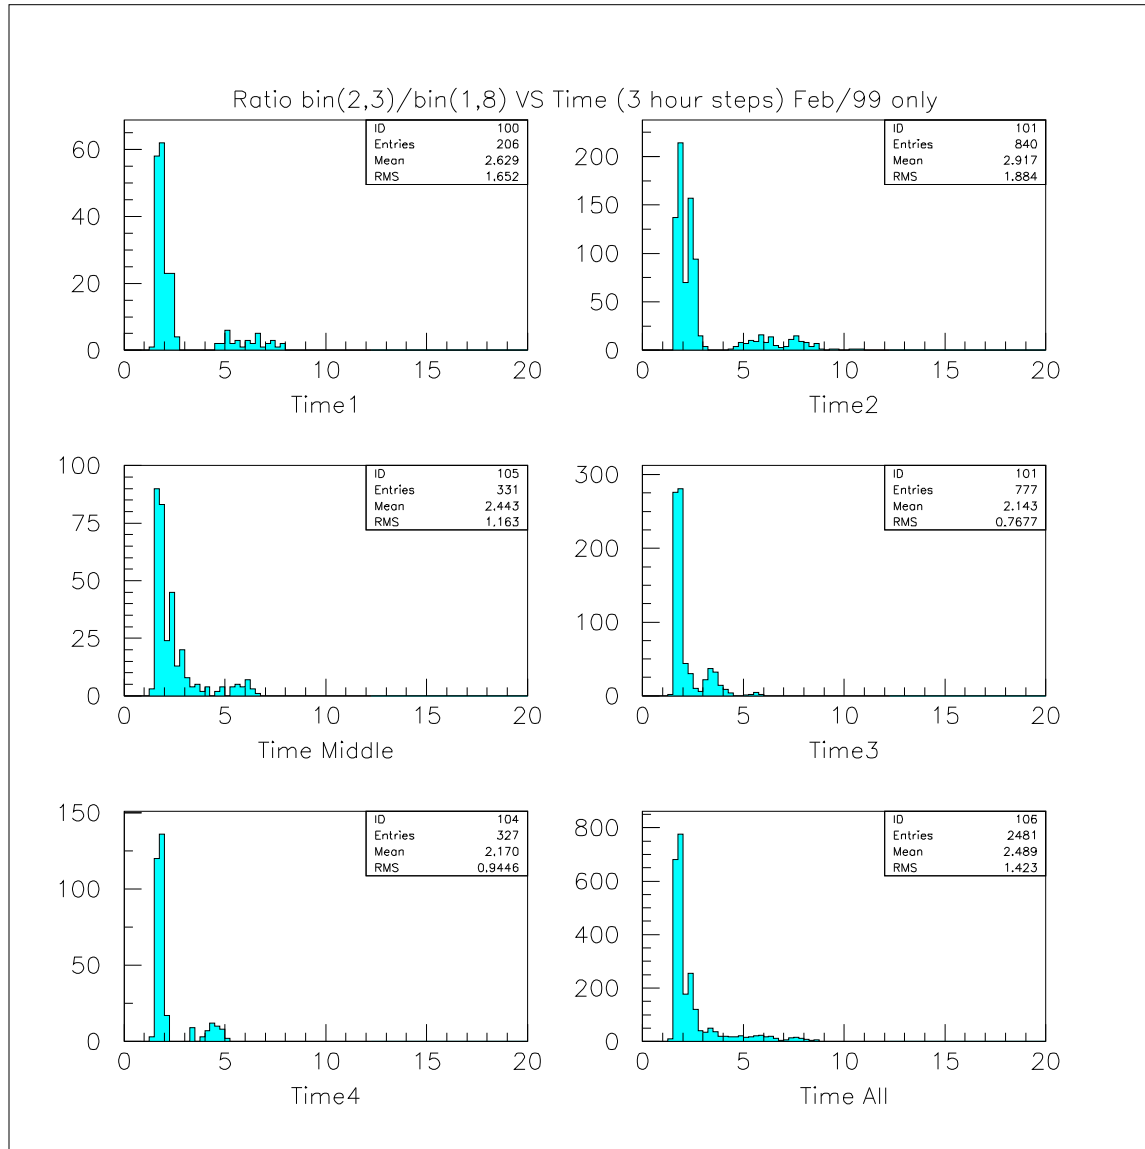 Ratio bin(2,3)/bin(1,8) VS Time (3 hour steps) Feb/99 only
ID 100
Entries 206
Mean 2.629
RMS 1.652
60
40
20
0
0 5 10 15 20
Time1
ID 101
Entries 840
Mean 2.917
RMS 1.884
200
150
100
50
0
0 5 10 15 20
Time2
ID 105
Entries 331
Mean 2.443
RMS 1.163
100
75
50
25
0
0 5 10 15 20
Time Middle
ID 101
Entries 777
Mean 2.143
RMS 0.7677
300
200
100
0
0 5 10 15 20
Time3
ID 104
Entries 327
Mean 2.170
RMS 0.9446
150
100
50
0
0 5 10 15 20
Time4
ID 106
Entries 2481
Mean 2.489
RMS 1.423
800
600
400
200
0
0 5 10 15 20
Time All